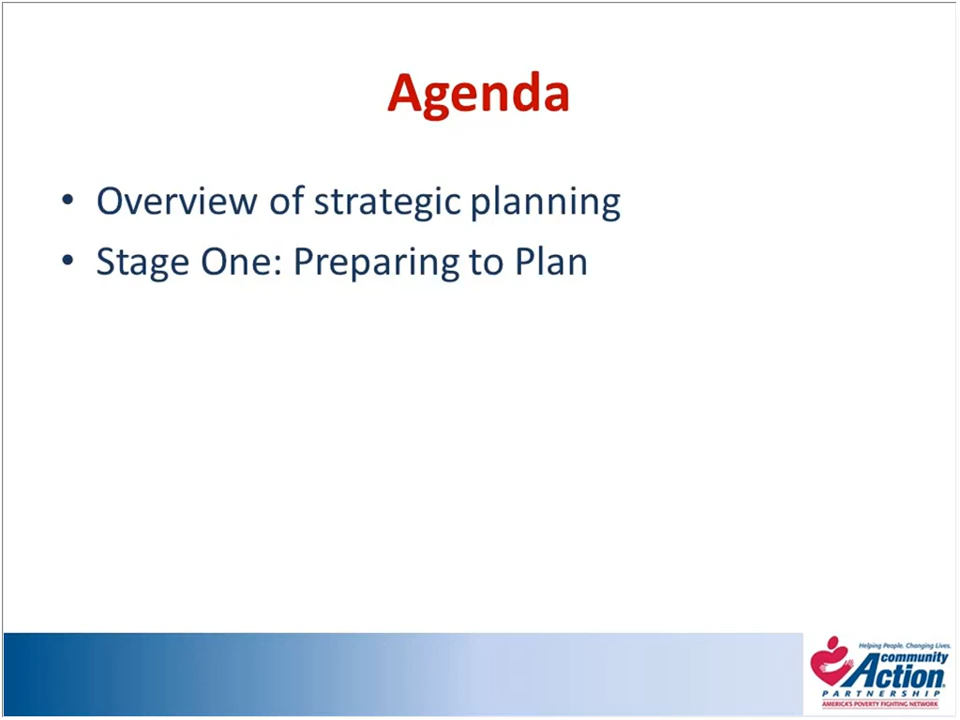 Agenda
• Overview of strategic planning
• Stage One: Preparing to Plan
Helping People. Changing Lives.
community
Action
PARTNERSHIP
AMERICA'S POVERTY FIGHTING NETWORK